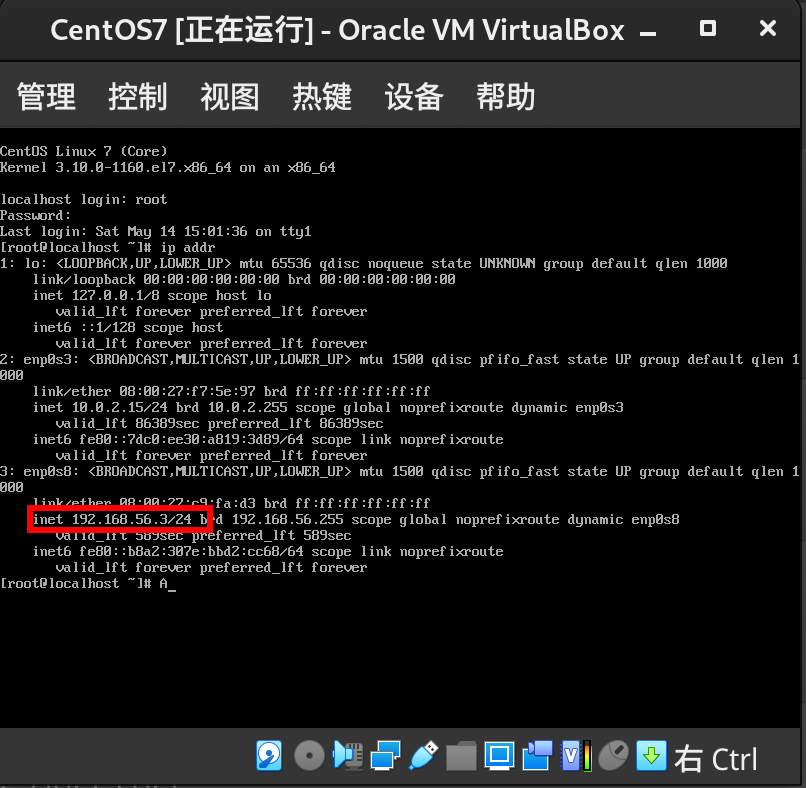 CentOS7 [正在运行] - Oracle VM VirtualBox
管理 控制 视图 热键 设备 帮助
CentOS Linux 7 (Core)
Kernel 3.10.0-1160.el7.x86_64 on an x86_64
localhost login: root
Password:
Last login: Sat May 14 15:01:36 on tty1
[root@localhost ~]# ip addr
1: lo: <LOOPBACK,UP,LOWER_UP> mtu 65536 qdisc noqueue state UNKNOWN group default qlen 1000
link/loopback 00:00:00:00:00:00 brd 00:00:00:00:00:00
inet 127.0.0.1/8 scope host lo
valid_lft forever preferred_lft forever
inet6 ::1/128 scope host
valid_lft forever preferred_lft forever
2: enp0s3: <BROADCAST,MULTICAST,UP,LOWER_UP> mtu 1500 qdisc pfifo_fast state UP group default qlen 1
000
link/ether 08:00:27:f7:5e:97 brd ff:ff:ff:ff:ff:ff
inet 10.0.2.15/24 brd 10.0.2.255 scope global noprefixroute dynamic enp0s3
valid_lft 86389sec preferred_lft 86389sec
inet6 fe80::7dc0:ee30:a819:3d89/64 scope link noprefixroute
valid_lft forever preferred_lft forever
3: enp0s8: <BROADCAST,MULTICAST,UP,LOWER_UP> mtu 1500 qdisc pfifo_fast state UP group default qlen 1
000
link/ether 08:00:27:c9:fa:d3 brd ff:ff:ff:ff:ff:ff
inet 192.168.56.3/24 brd 192.168.56.255 scope global noprefixroute dynamic enp0s8
valid_lft 589sec preferred_lft 589sec
inet6 fe80::b8a2:307e:bbd2:cc68/64 scope link noprefixroute
valid_lft forever preferred_lft forever
[root@localhost ~]# A_
右 Ctrl